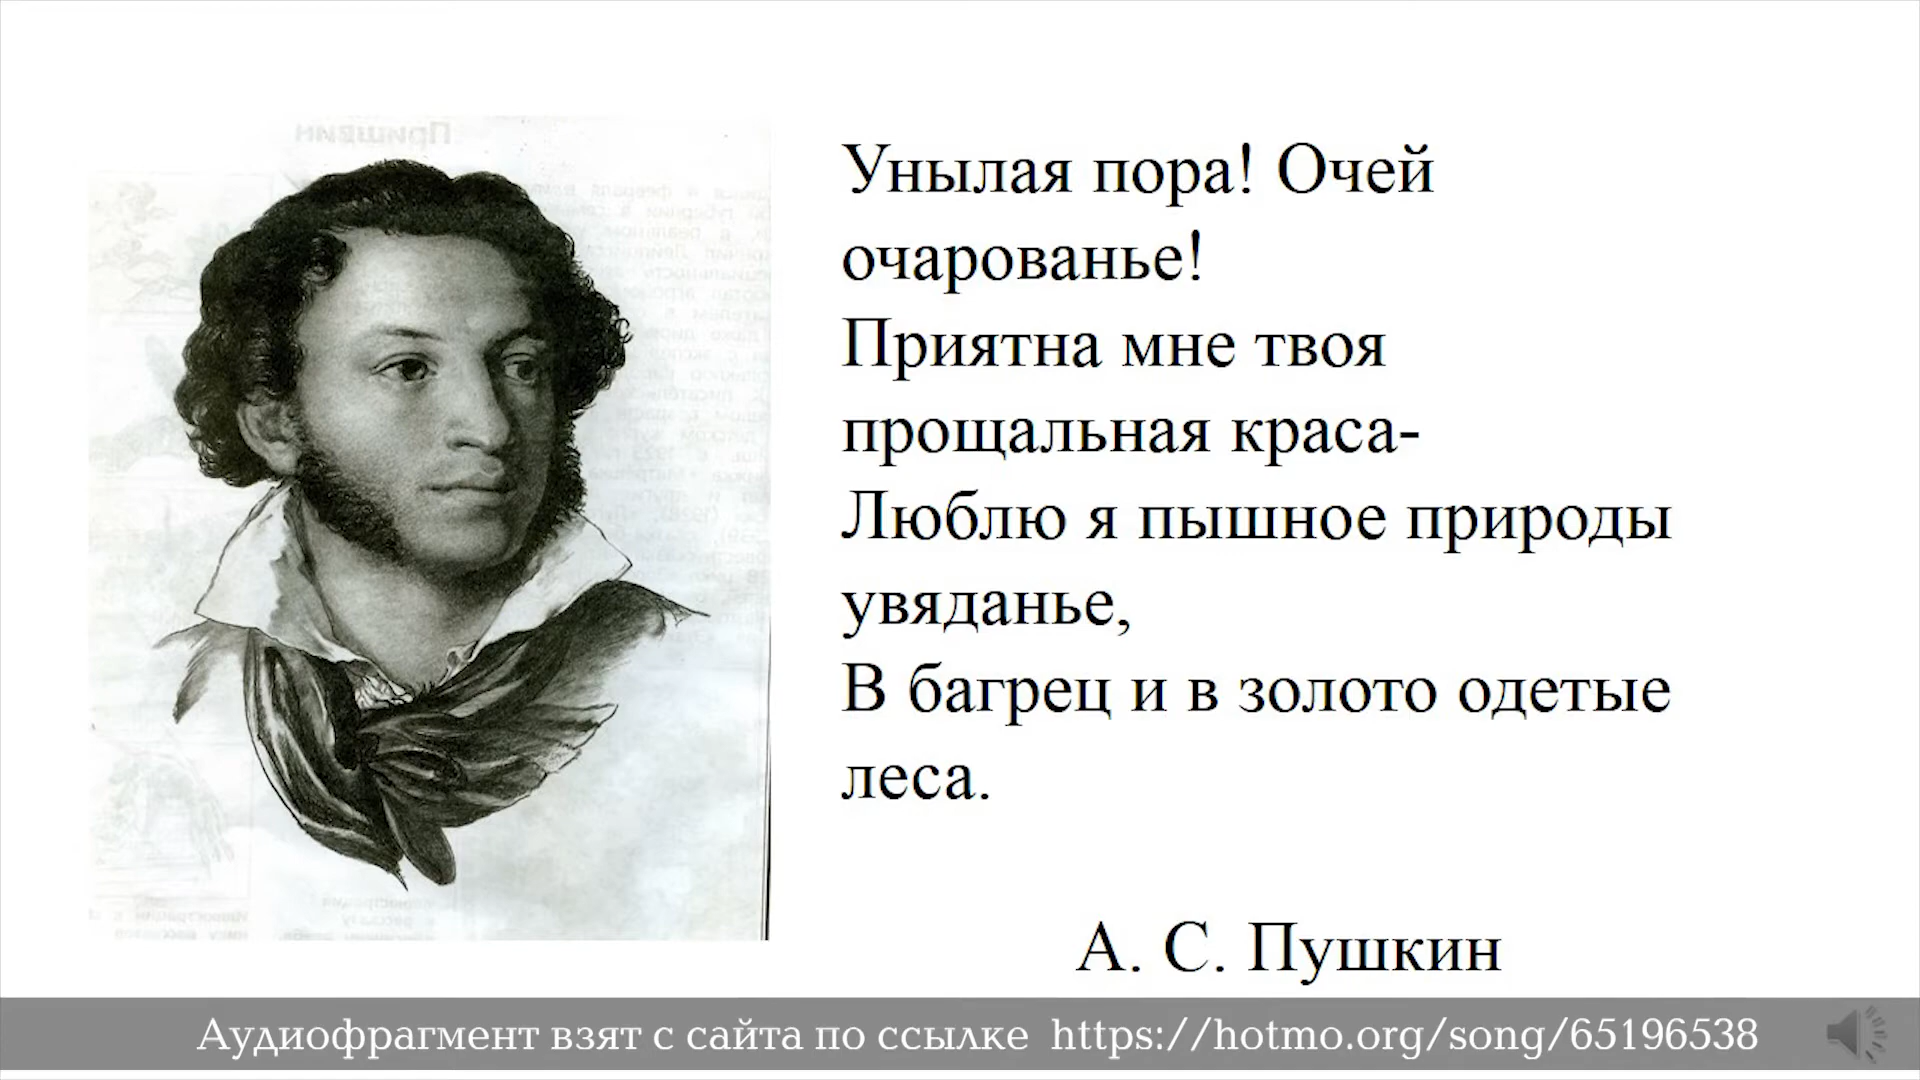 Унылая пора! Очей
очарованье!
Приятна мне твоя
прощальная краса-
Люблю я пышное природы
увяданье,
В багрец и в золото одетые
леса.
А. С. Пушкин
Аудиофрагмент взят с сайта по ссылке https://hotmo.org/song/65196538